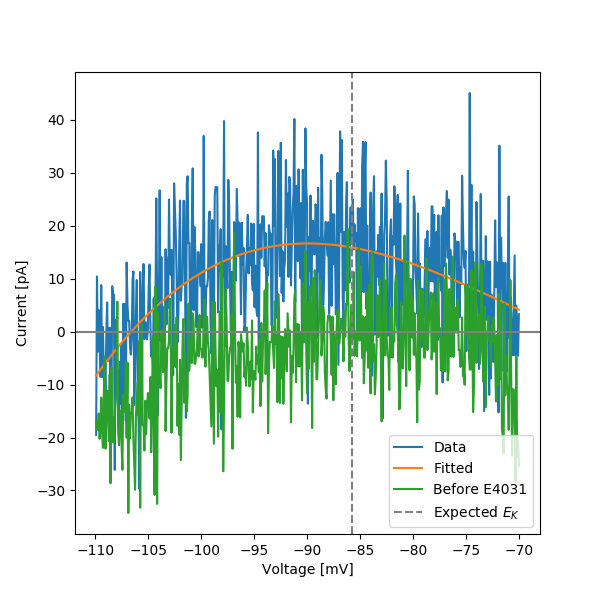 40
30
20
10
0
−10
−20
−30
Current [pA]
−110
−105
−100
−95
−90
−85
−80
−75
−70
Voltage [mV]
Data
Fitted
Before E4031
Expected E_K